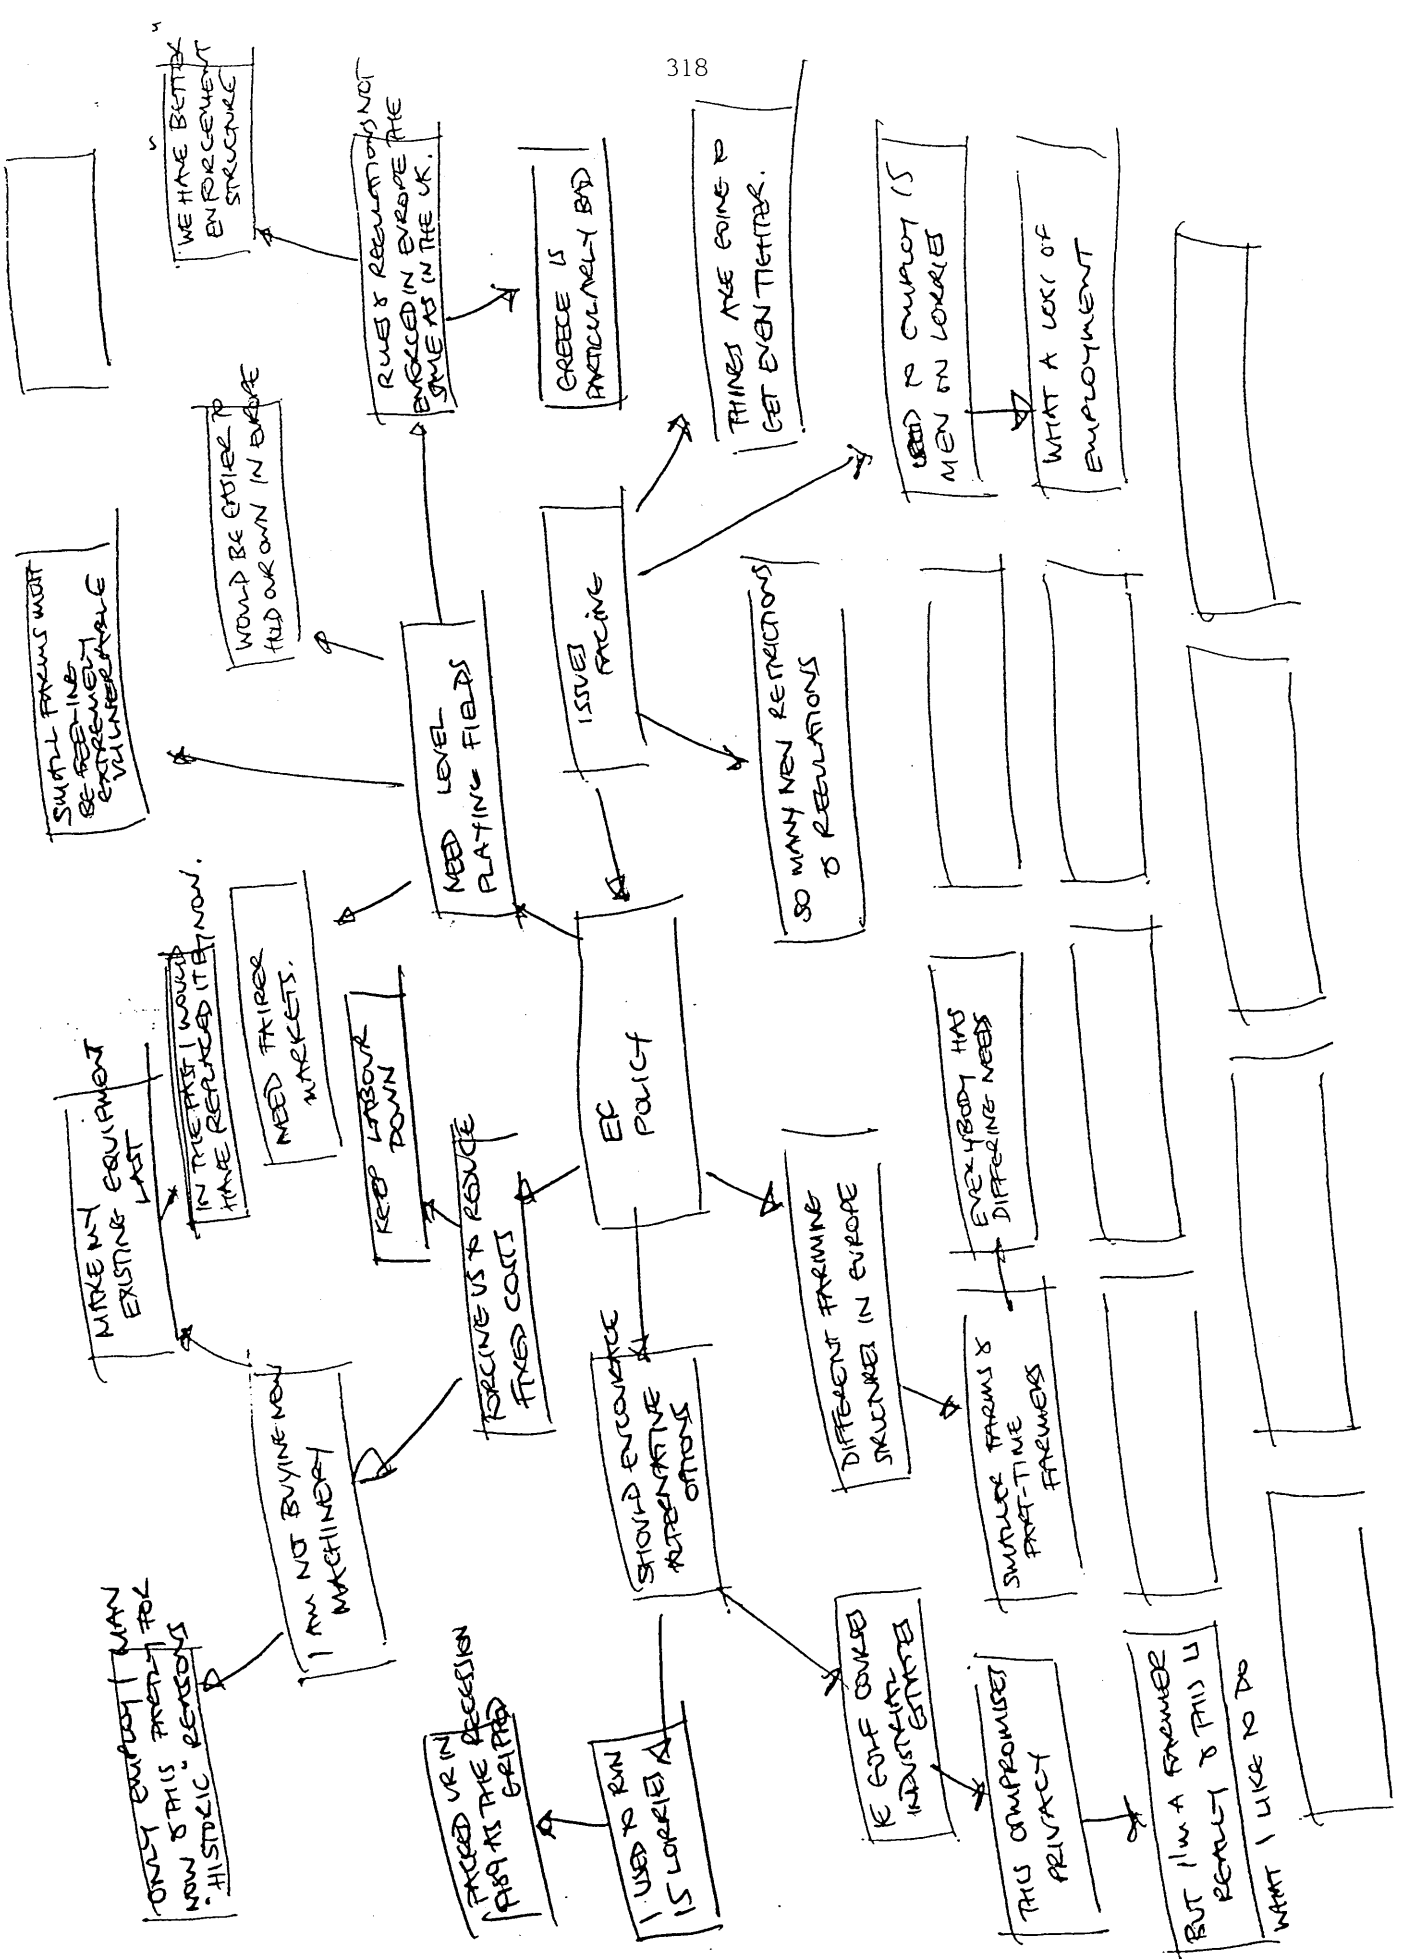 318
ONLY EMPLOY 1 MAN
NOW & THIS PARTLY FOR
"HISTORIC" REASONS
MAKE MY
EXISTING EQUIPMENT
LAST
IN THE PAST I WOULD
HAVE REPLACED IT BY NOW.
SMALL FARMS MUST
BE FEELING
EXTREMELY
VULNERABLE
"WE HAVE BETTER
ENFORCEMENT
STRUCTURE"
I AM NOT BUYING NEW
MACHINERY
NEED FAIRER
MARKETS.
WOULD BE EASIER TO
HOLD OUR OWN IN EUROPE
RULES & REGULATIONS NOT
ENFORCED IN EUROPE THE
SAME AS IN THE UK.
KEEP LABOUR
DOWN
FORCING US TO REDUCE
FIXED COSTS
NEED LEVEL
PLAYING FIELDS
GREECE IS
PARTICULARLY BAD
PACKED UP IN
1989 AS THE RECESSION
GRIPPED
I USED TO RUN
15 LORRIES
SHOULD ENCOURAGE
ALTERNATIVE
OPTIONS
EC
POLICY
ISSUES
FACING
THINGS ARE GOING TO
GET EVEN TIGHTER.
IE GOLF COURSES
INDUSTRIAL
ESTATES
DIFFERENT FARMING
STRUCTURES IN EUROPE
SO MANY NEW RESTRICTIONS
& REGULATIONS
USED TO EMPLOY 15
MEN ON LORRIES
THIS COMPROMISES
PRIVACY
SMALLER FARMS &
PART-TIME
FARMERS
EVERYBODY HAS
DIFFERING NEEDS
WHAT A LOSS OF
EMPLOYMENT
BUT I'M A FARMER
REALLY & THIS IS
WHAT I LIKE TO DO